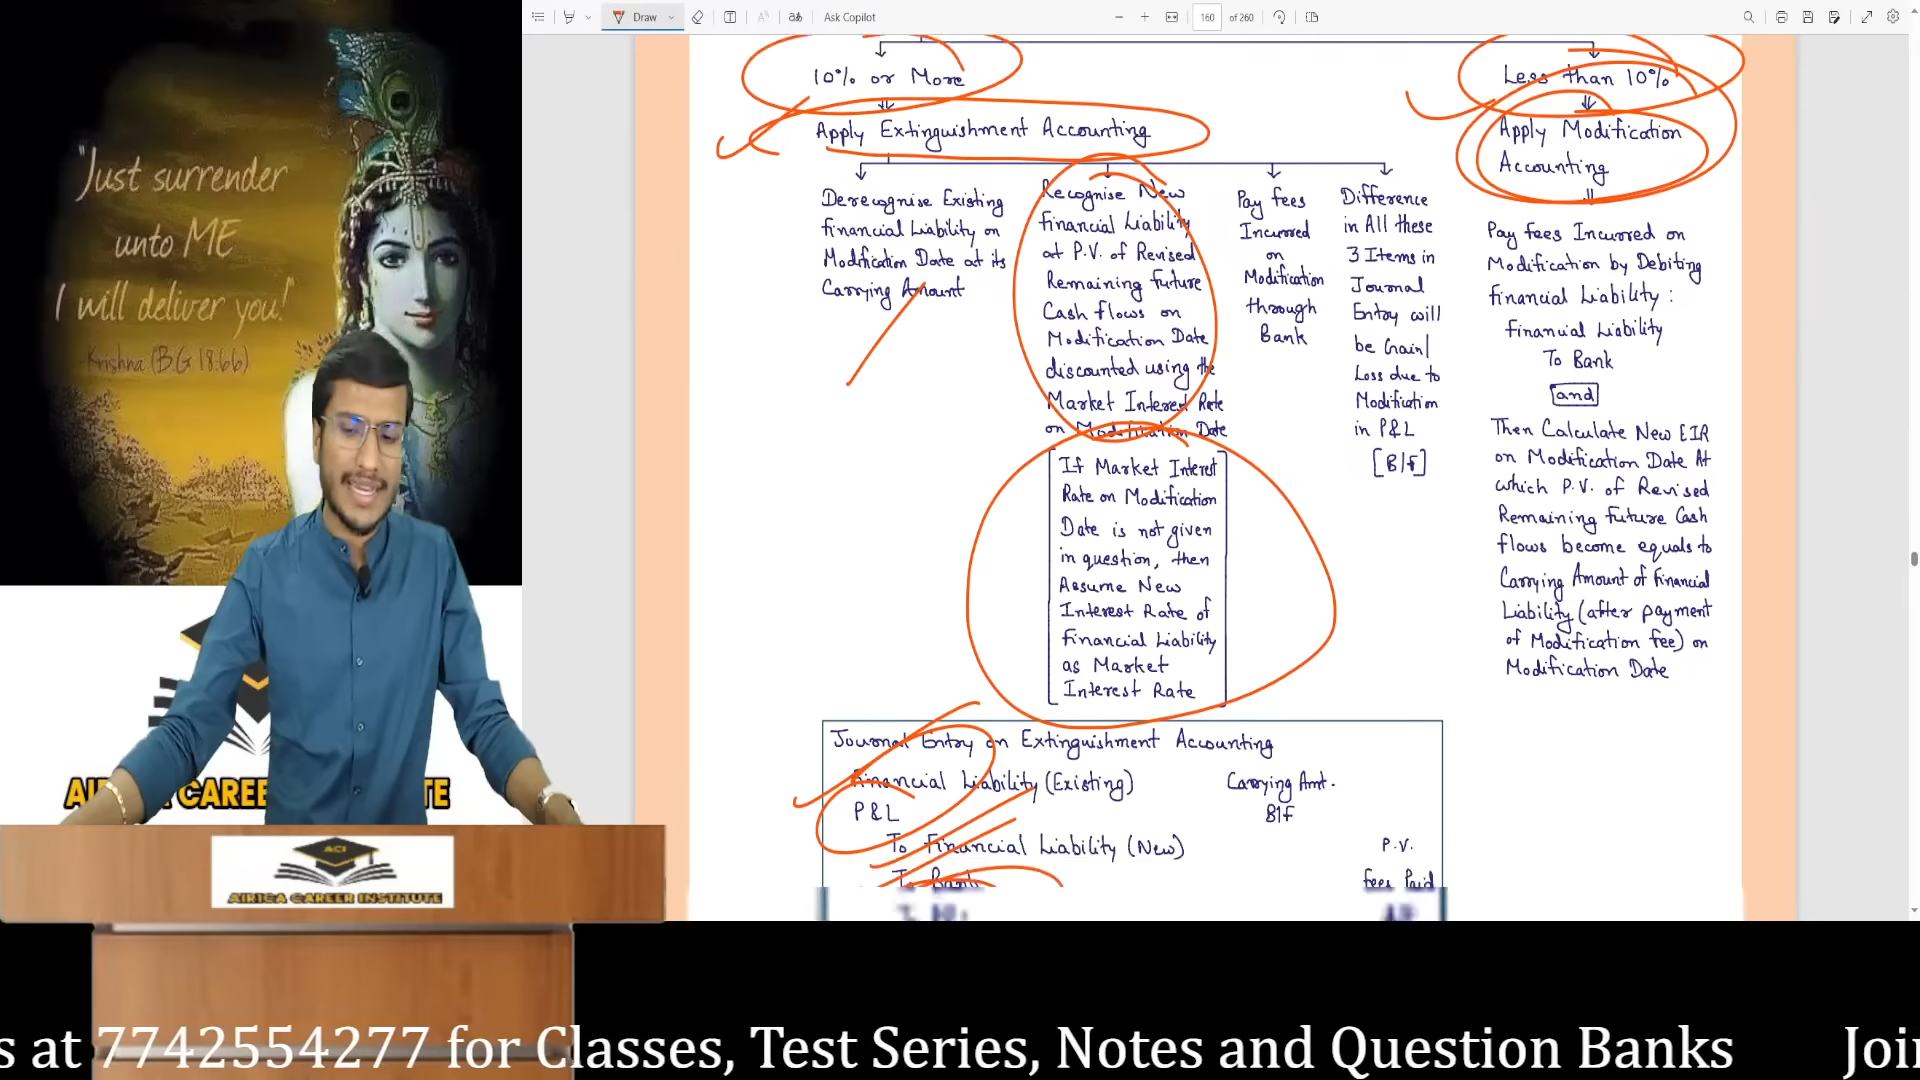 Draw
Ask Copilot
160
of 260
"Just surrender
unto ME
I will deliver you!"
-Krishna (B.G 18:66)
10% or More
Apply Extinguishment Accounting
Derecognise Existing
Financial Liability on
Modification Date at its
Carrying Amount
Recognise New
Financial Liability
at P.V. of Revised
Remaining Future
Cash flows on
Modification Date
discounted using the
Market Interest Rate
on Modification Date
[If Market Interest
Rate on Modification
Date is not given
in question, then
Assume New
Interest Rate of
Financial Liability
as Market
Interest Rate]
Pay fees
Incurred
on
Modification
through
Bank
Difference
in All these
3 Items in
Journal
Entry will
be Gain/
Loss due to
Modification
in P&L
[B/F]
Less than 10%
Apply Modification
Accounting
Pay fees Incurred on
Modification by Debiting
Financial Liability :
Financial Liability
To Bank
and
Then Calculate New EIR
on Modification Date At
which P.V. of Revised
Remaining Future Cash
flows become equals to
Carrying Amount of Financial
Liability (after payment
of Modification fee) on
Modification Date
Journal Entry on Extinguishment Accounting
Financial Liability (Existing) Carrying Amt.
P&L B/F
To Financial Liability (New) P.V.
To Bank Fees Paid
ACI
AIRICA CAREER INSTITUTE
s at 7742554277 for Classes, Test Series, Notes and Question Banks Joi